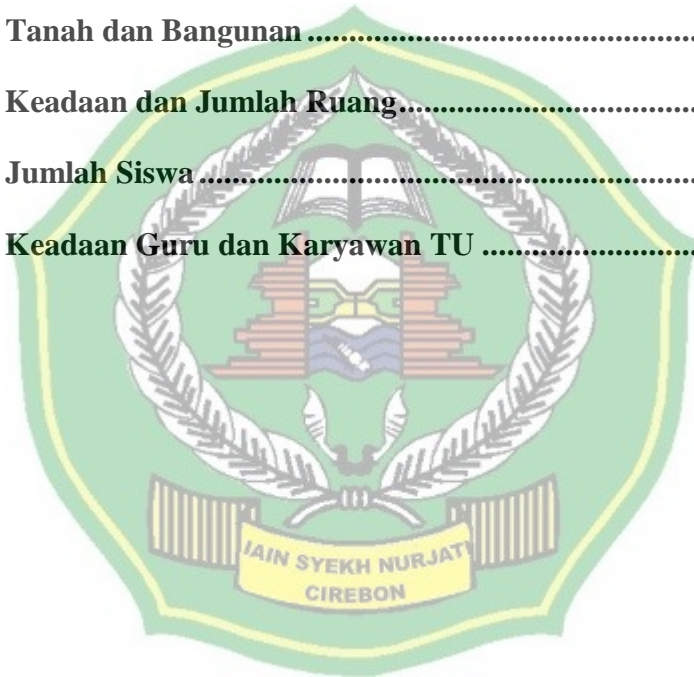 Tanah dan Bangunan ............................................
Keadaan dan Jumlah Ruang..................................
Jumlah Siswa ........................................................
Keadaan Guru dan Karyawan TU ........................
IAIN SYEKH NURJATI
CIREBON